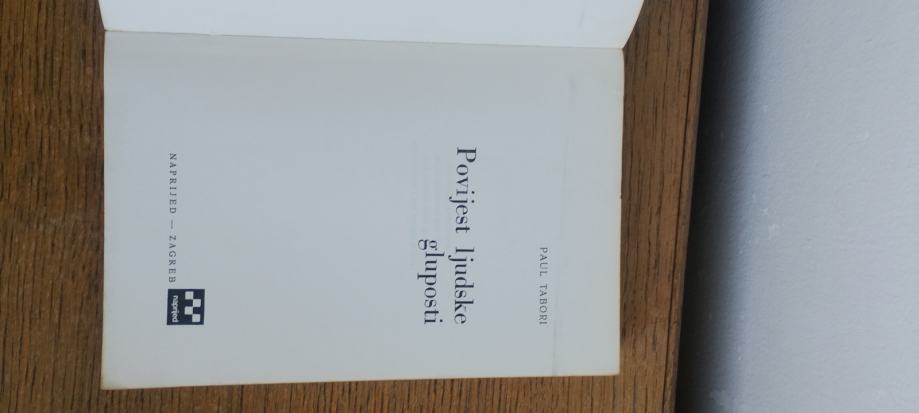 PAUL TABORI
Povijest ljudske
gluposti
NAPRIJED — ZAGREB
naprijed